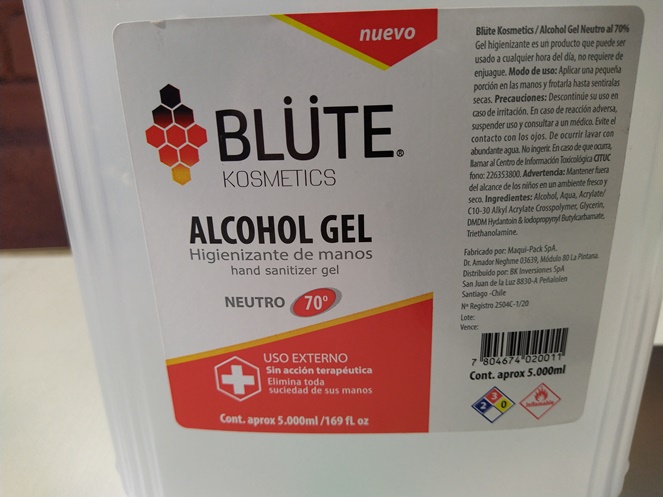 nuevo
BLÜTE®
KOSMETICS
ALCOHOL GEL
Higienizante de manos
hand sanitizer gel
NEUTRO 70º
USO EXTERNO
Sin acción terapéutica
Elimina toda
suciedad de sus manos
Cont. aprox 5.000ml /169 fL oz
Blüte Kosmetics / Alcohol Gel Neutro al 70%
Gel higienizante es un producto que puede ser
usado a cualquier hora del día, no requiere de
enjuague. Modo de uso: Aplicar una pequeña
porción en las manos y frotarla hasta sentirlas
secas. Precauciones: Descontinúe su uso en
caso de irritación. En caso de reacción adversa,
suspender uso y consultar a un médico. Evite el
contacto con los ojos. De ocurrir lavar con
abundante agua. No ingerir. En caso de que ocurra,
llamar al Centro de Información Toxicológica CITUC
fono: 226353800. Advertencia: Mantener fuera
del alcance de los niños en un ambiente fresco y
seco. Ingredientes: Alcohol, Aqua, Acrylate/
C10-30 Alkyl Acrylate Crosspolymer, Glycerin,
DMDM Hydantoin & Iodopropynyl Butylcarbamate,
Triethanolamine.
Fabricado por: Maqui-Pack SpA.
Dr. Amador Neghme 03639, Módulo 80 La Pintana.
Distribuido por: BK Inversiones SpA
San Juan de la Luz 8830-A Peñalolen
Santiago -Chile
Nº Registro 2504C-1/20
Lote:
Vence:
7 804674 020011
Cont. aprox 5.000ml
3
2 0
Inflamable